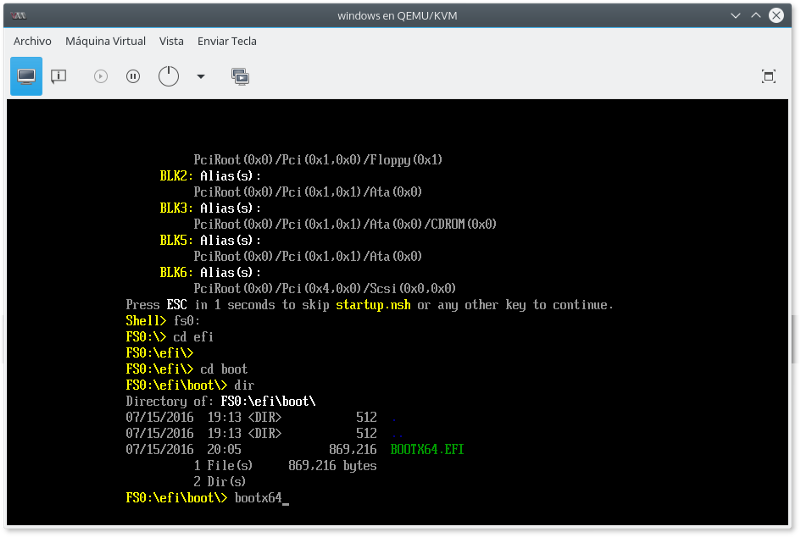 windows en QEMU/KVM
Archivo Máquina Virtual Vista Enviar Tecla
PciRoot(0x0)/Pci(0x1,0x0)/Floppy(0x1)
BLK2: Alias(s):
PciRoot(0x0)/Pci(0x1,0x1)/Ata(0x0)
BLK3: Alias(s):
PciRoot(0x0)/Pci(0x1,0x1)/Ata(0x0)/CDROM(0x0)
BLK5: Alias(s):
PciRoot(0x0)/Pci(0x1,0x1)/Ata(0x0)
BLK6: Alias(s):
PciRoot(0x0)/Pci(0x4,0x0)/Scsi(0x0,0x0)
Press ESC in 1 seconds to skip startup.nsh or any other key to continue.
Shell> fs0:
FS0:\> cd efi
FS0:\efi\>
FS0:\efi\> cd boot
FS0:\efi\boot\> dir
Directory of: FS0:\efi\boot\
07/15/2016 19:13 <DIR> 512 .
07/15/2016 19:13 <DIR> 512 ..
07/15/2016 20:05 869,216 BOOTX64.EFI
1 File(s) 869,216 bytes
2 Dir(s)
FS0:\efi\boot\> bootx64_